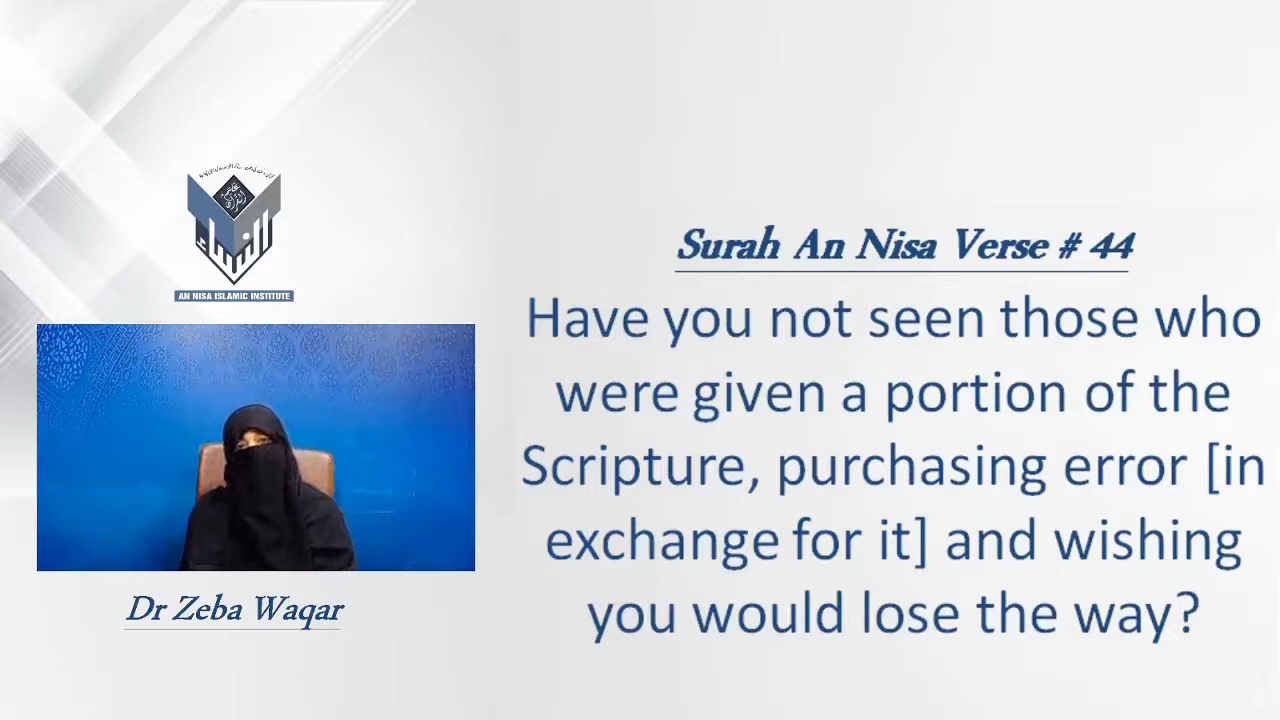 النساء
AN NISA ISLAMIC INSTITUTE
Dr Zeba Waqar
Surah An Nisa Verse # 44
Have you not seen those who
were given a portion of the
Scripture, purchasing error [in
exchange for it] and wishing
you would lose the way?